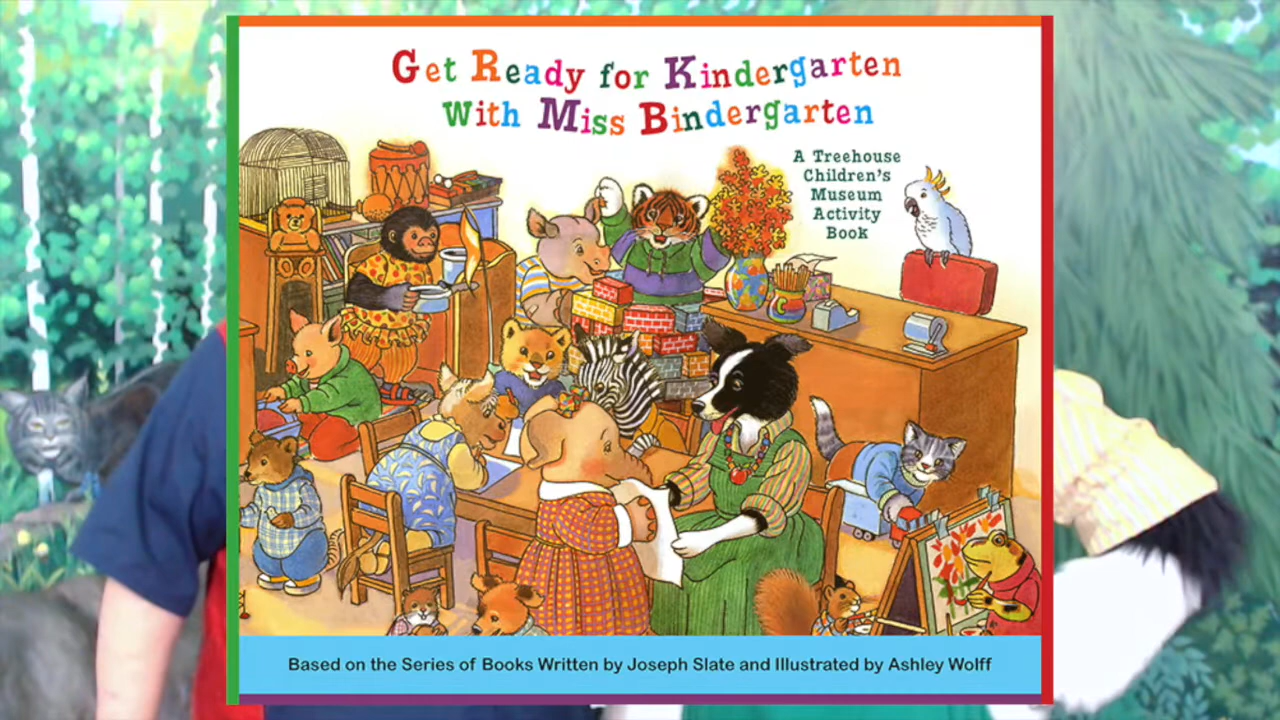 Get Ready for Kindergarten
With Miss Bindergarten
A Treehouse
Children's
Museum
Activity
Book
Based on the Series of Books Written by Joseph Slate and Illustrated by Ashley Wolff